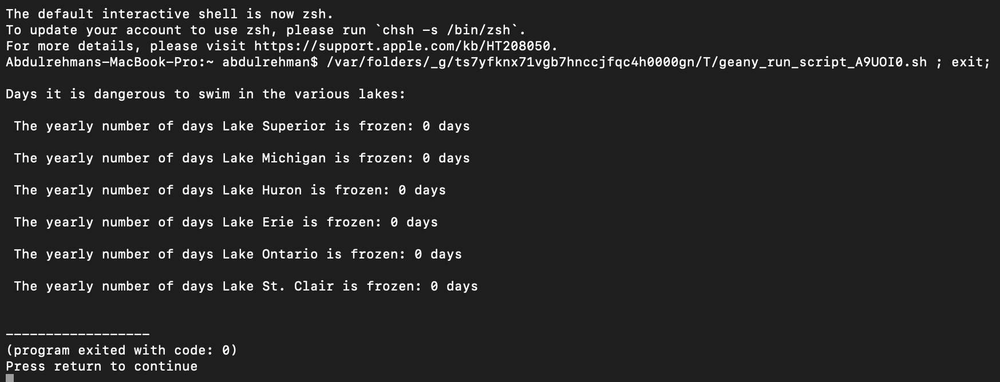 The default interactive shell is now zsh.
To update your account to use zsh, please run `chsh -s /bin/zsh`.
For more details, please visit https://support.apple.com/kb/HT208050.
Abdulrehmans-MacBook-Pro:~ abdulrehman$ /var/folders/_g/ts7yfknx71vgb7hnccjfqc4h0000gn/T/geany_run_script_A9UOI0.sh ; exit;
Days it is dangerous to swim in the various lakes:
The yearly number of days Lake Superior is frozen: 0 days
The yearly number of days Lake Michigan is frozen: 0 days
The yearly number of days Lake Huron is frozen: 0 days
The yearly number of days Lake Erie is frozen: 0 days
The yearly number of days Lake Ontario is frozen: 0 days
The yearly number of days Lake St. Clair is frozen: 0 days
------------------
(program exited with code: 0)
Press return to continue